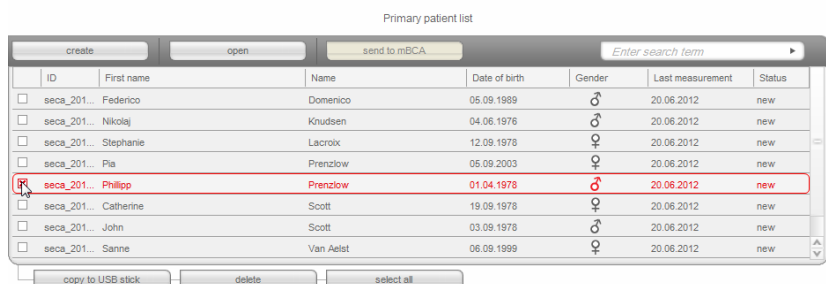 Primary patient list
create open send to mBCA Enter search term
ID First name Name Date of birth Gender Last measurement Status
seca_201... Federico Domenico 05.09.1989 20.06.2012 new
seca_201... Nikolaj Knudsen 04.06.1976 20.06.2012 new
seca_201... Stephanie Lacroix 12.09.1978 20.06.2012 new
seca_201... Pia Prenzlow 05.09.2003 20.06.2012 new
seca_201... Philipp Prenzlow 01.04.1978 20.06.2012 new
seca_201... Catherine Scott 19.09.1978 20.06.2012 new
seca_201... John Scott 03.09.1978 20.06.2012 new
seca_201... Sanne Van Aelst 06.09.1999 20.06.2012 new
copy to USB stick delete select all